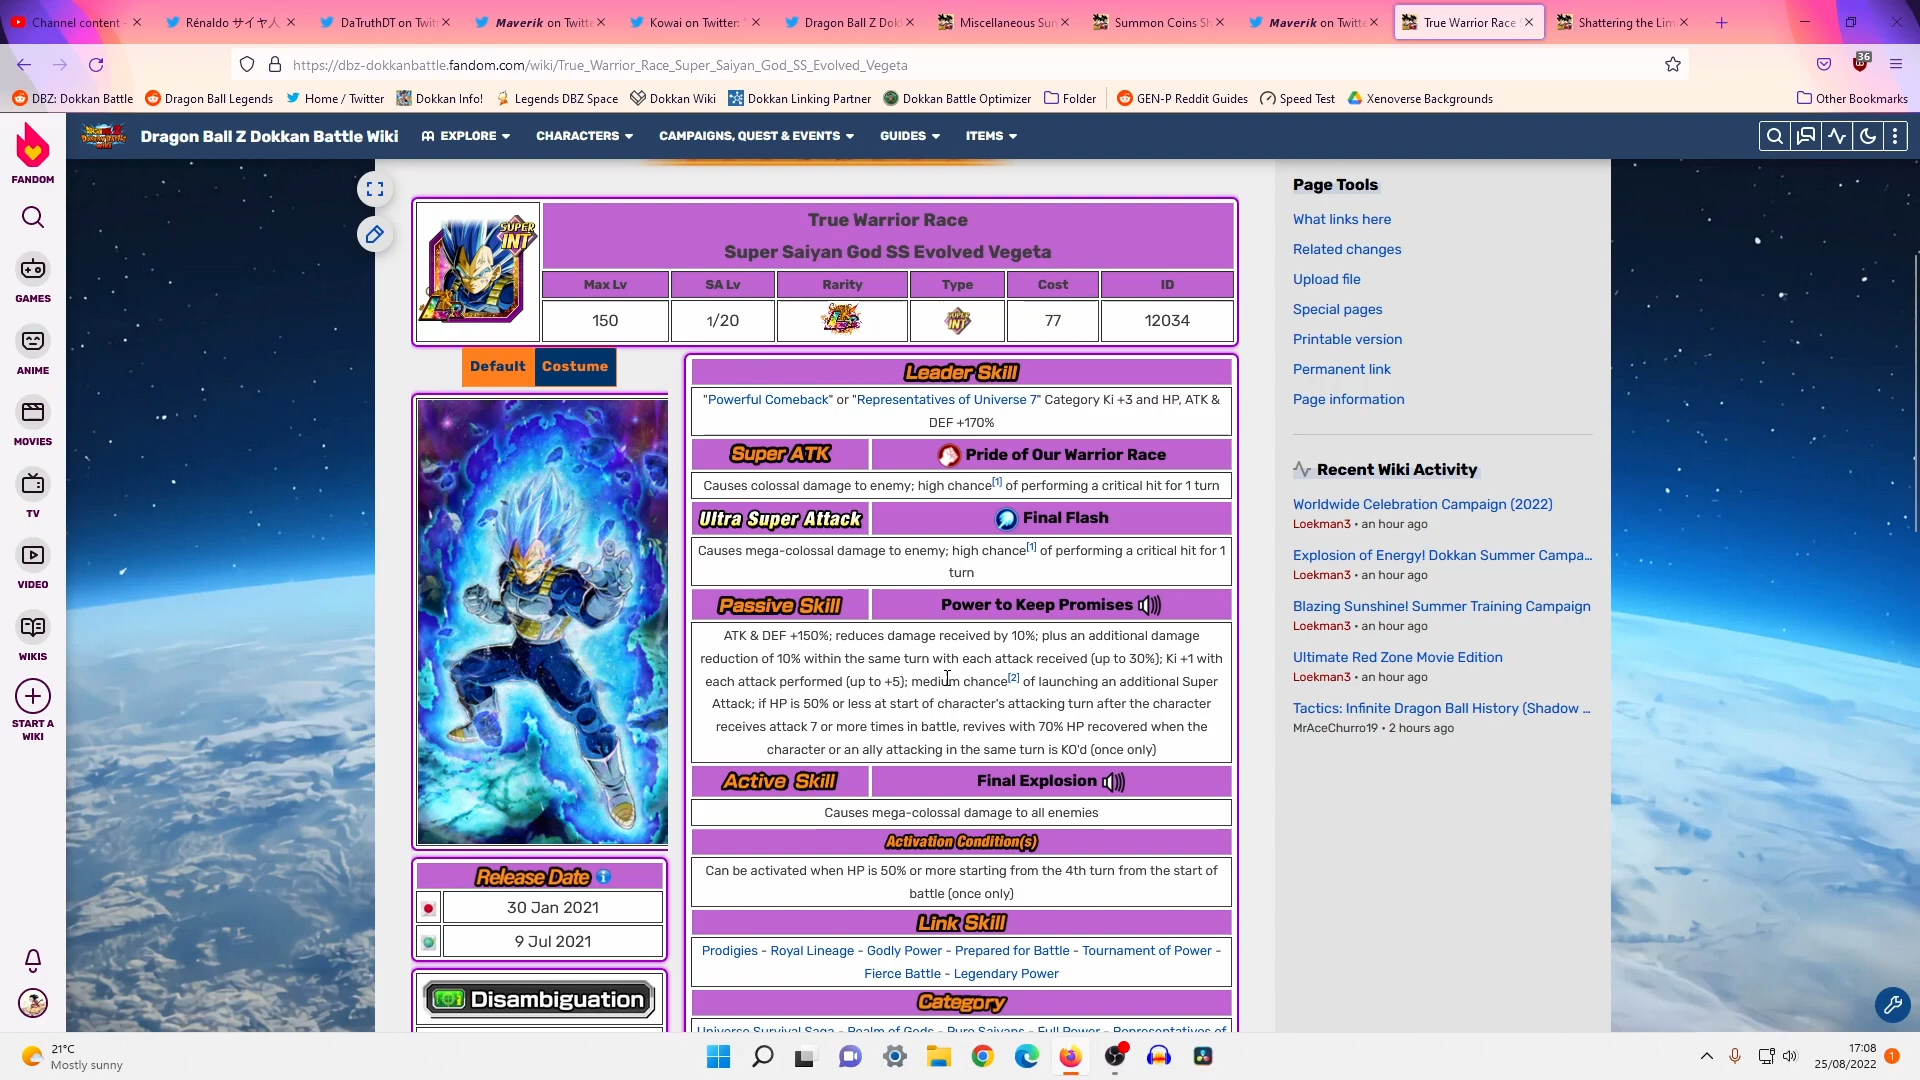 Channel content -
Rénaldo サイヤ人
DaTruthDT on Twitt
Maverik on Twitte
Kowai on Twitter: "
Dragon Ball Z Dok
Miscellaneous Sun
Summon Coins Sh
Maverik on Twitte
True Warrior Race
Shattering the Lim
https://dbz-dokkanbattle.fandom.com/wiki/True_Warrior_Race_Super_Saiyan_God_SS_Evolved_Vegeta
36
DBZ: Dokkan Battle
Dragon Ball Legends
Home / Twitter
Dokkan Info!
Legends DBZ Space
Dokkan Wiki
Dokkan Linking Partner
Dokkan Battle Optimizer
Folder
GEN-P Reddit Guides
Speed Test
Xenoverse Backgrounds
Other Bookmarks
Dragon Ball Z Dokkan Battle Wiki
EXPLORE
CHARACTERS
CAMPAIGNS, QUEST & EVENTS
GUIDES
ITEMS
FANDOM
GAMES
ANIME
MOVIES
TV
VIDEO
WIKIS
START A
WIKI
SUPER
INT
True Warrior Race
Super Saiyan God SS Evolved Vegeta
Max Lv
SA Lv
Rarity
Type
Cost
ID
150
1/20
SUPER
INT
77
12034
Default
Costume
Leader Skill
"Powerful Comeback" or "Representatives of Universe 7" Category Ki +3 and HP, ATK &
DEF +170%
Super ATK
Pride of Our Warrior Race
Causes colossal damage to enemy; high chance[1] of performing a critical hit for 1 turn
Ultra Super Attack
Final Flash
Causes mega-colossal damage to enemy; high chance[1] of performing a critical hit for 1
turn
Passive Skill
Power to Keep Promises
ATK & DEF +150%; reduces damage received by 10%; plus an additional damage
reduction of 10% within the same turn with each attack received (up to 30%); Ki +1 with
each attack performed (up to +5); medium chance[2] of launching an additional Super
Attack; if HP is 50% or less at start of character's attacking turn after the character
receives attack 7 or more times in battle, revives with 70% HP recovered when the
character or an ally attacking in the same turn is KO'd (once only)
Active Skill
Final Explosion
Causes mega-colossal damage to all enemies
Activation Condition(s)
Can be activated when HP is 50% or more starting from the 4th turn from the start of
battle (once only)
Link Skill
Prodigies - Royal Lineage - Godly Power - Prepared for Battle - Tournament of Power -
Fierce Battle - Legendary Power
Category
Universe Survival Saga - Realm of Gods - Pure Saiyans - Full Power - Representatives of
Release Date
30 Jan 2021
9 Jul 2021
Disambiguation
Page Tools
What links here
Related changes
Upload file
Special pages
Printable version
Permanent link
Page information
Recent Wiki Activity
Worldwide Celebration Campaign (2022)
Loekman3 • an hour ago
Explosion of Energy! Dokkan Summer Campa...
Loekman3 • an hour ago
Blazing Sunshine! Summer Training Campaign
Loekman3 • an hour ago
Ultimate Red Zone Movie Edition
Loekman3 • an hour ago
Tactics: Infinite Dragon Ball History (Shadow ...
MrAceChurro19 • 2 hours ago
21°C
Mostly sunny
17:08
25/08/2022
1